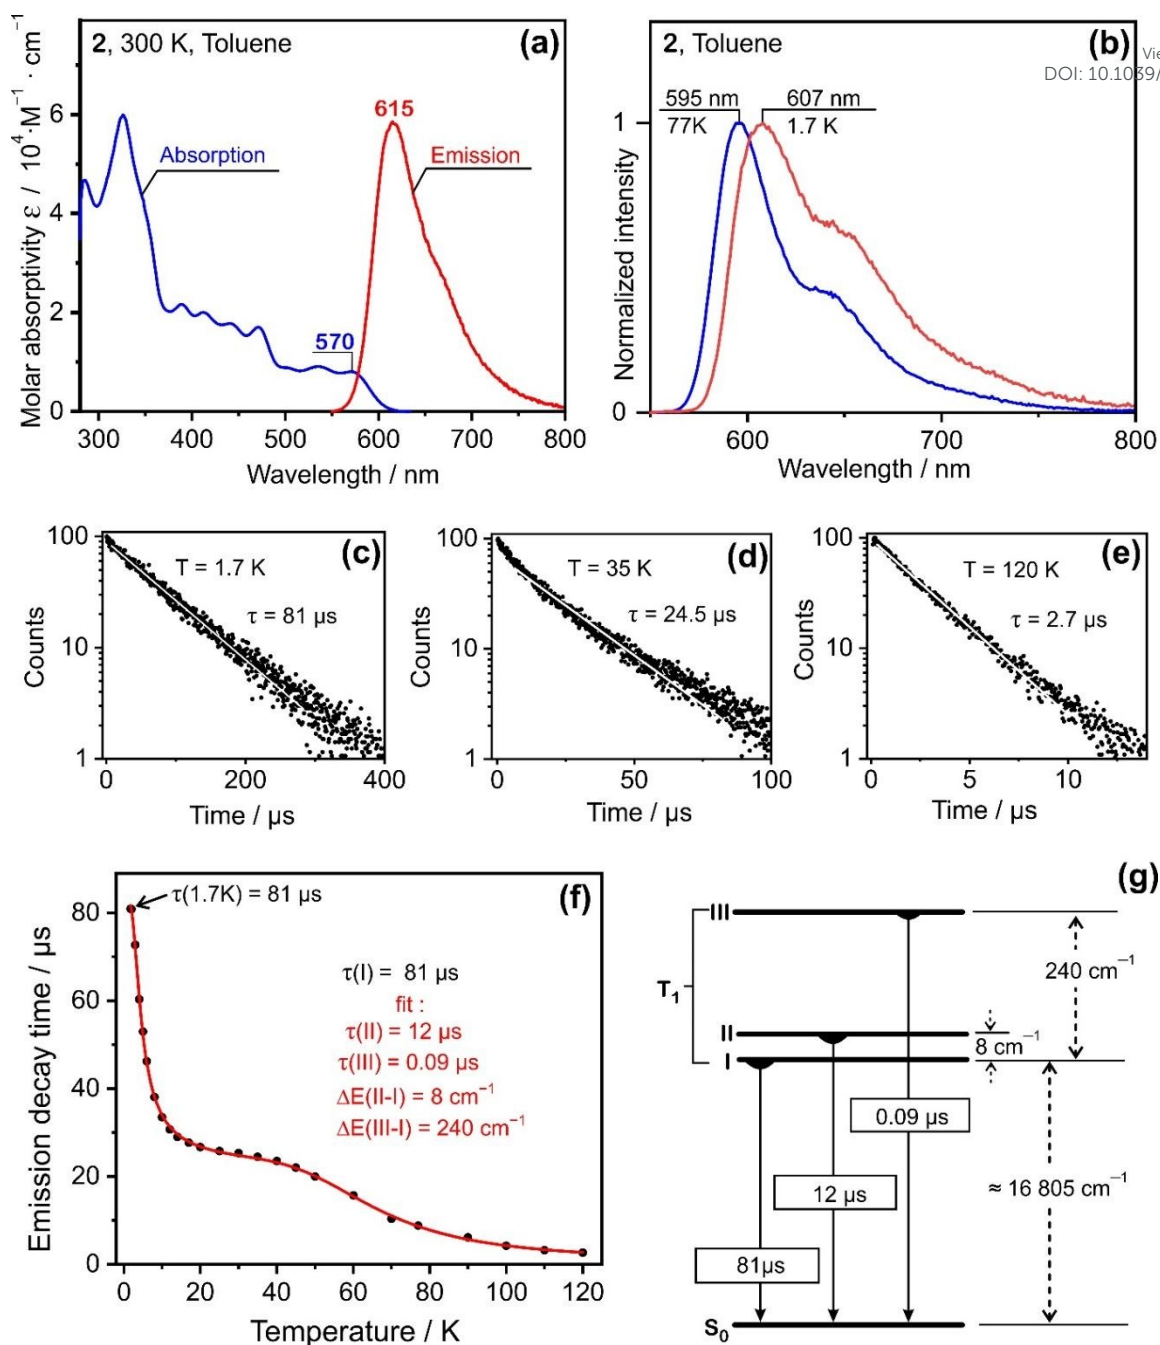 2, 300 K, Toluene
(a)
Molar absorptivity ε / 10⁴·M⁻¹ · cm⁻¹
6
4
2
0
Absorption
615
Emission
570
300
400
500
600
700
800
Wavelength / nm
2, Toluene
(b)
DOI: 10.1039/
595 nm
77K
607 nm
1.7 K
Normalized intensity
1
0
600
700
800
Wavelength / nm
(c)
T = 1.7 K
τ = 81 µs
Counts
100
10
1
0
200
400
Time / µs
(d)
T = 35 K
τ = 24.5 µs
Counts
100
10
1
0
50
100
Time / µs
(e)
T = 120 K
τ = 2.7 µs
Counts
100
10
1
0
5
10
Time / µs
(f)
τ(1.7K) = 81 µs
τ(I) = 81 µs
fit :
τ(II) = 12 µs
τ(III) = 0.09 µs
ΔE(II-I) = 8 cm⁻¹
ΔE(III-I) = 240 cm⁻¹
Emission decay time / µs
80
60
40
20
0
0
20
40
60
80
100
120
Temperature / K
(g)
III
T₁
II
I
240 cm⁻¹
8 cm⁻¹
0.09 µs
12 µs
81µs
≈ 16 805 cm⁻¹
S₀